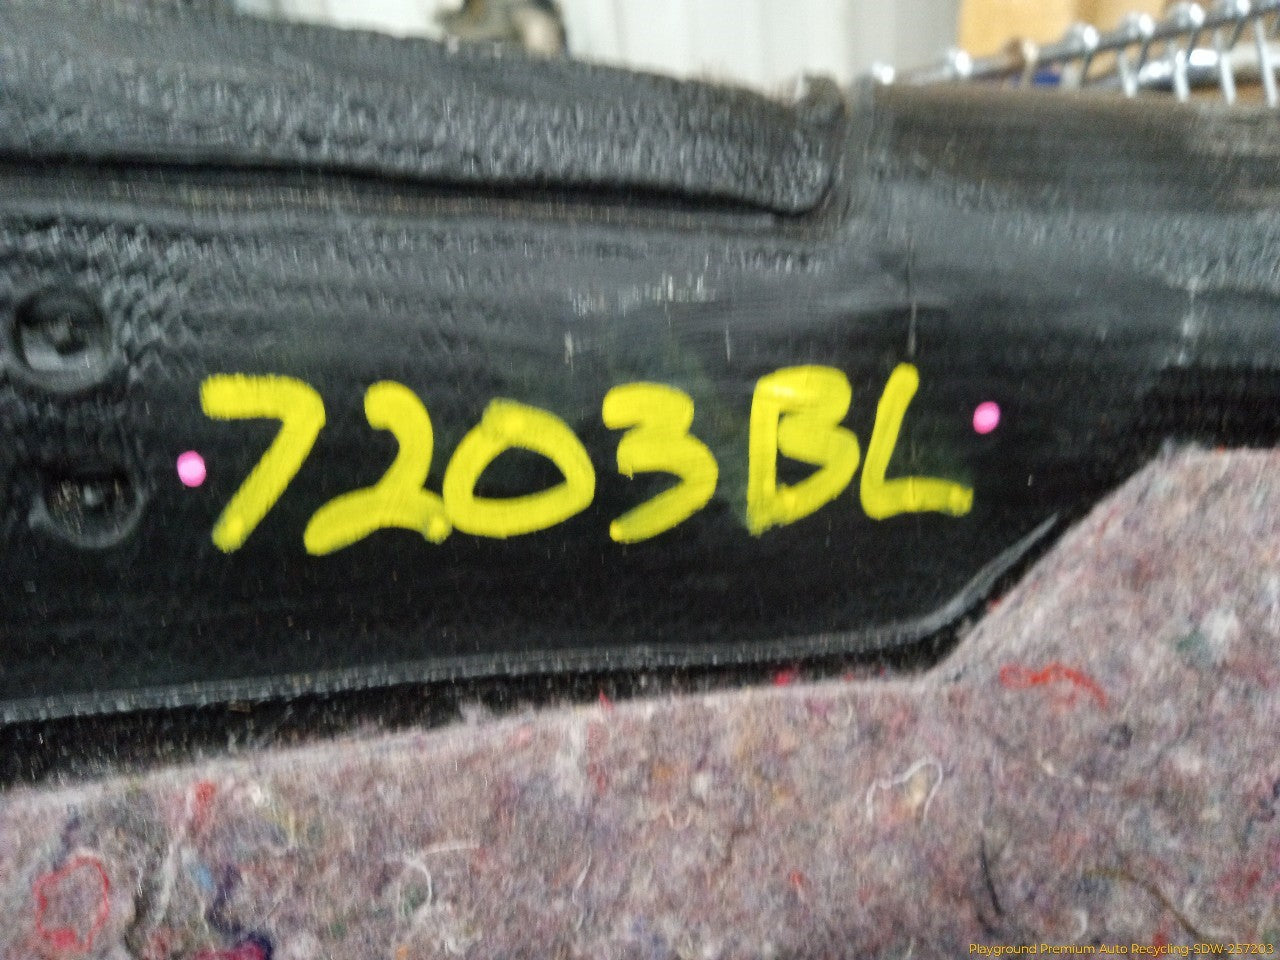 7203BL
Playground Premium Auto Recycling-SDW-257203